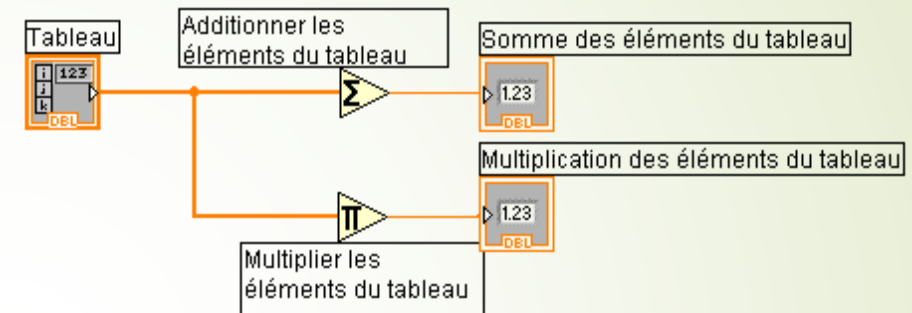 Tableau
Additionner les
éléments du tableau
Somme des éléments du tableau
i
j
k
123
DBL
Σ
1.23
DBL
Multiplication des éléments du tableau
π
1.23
DBL
Multiplier les
éléments du tableau